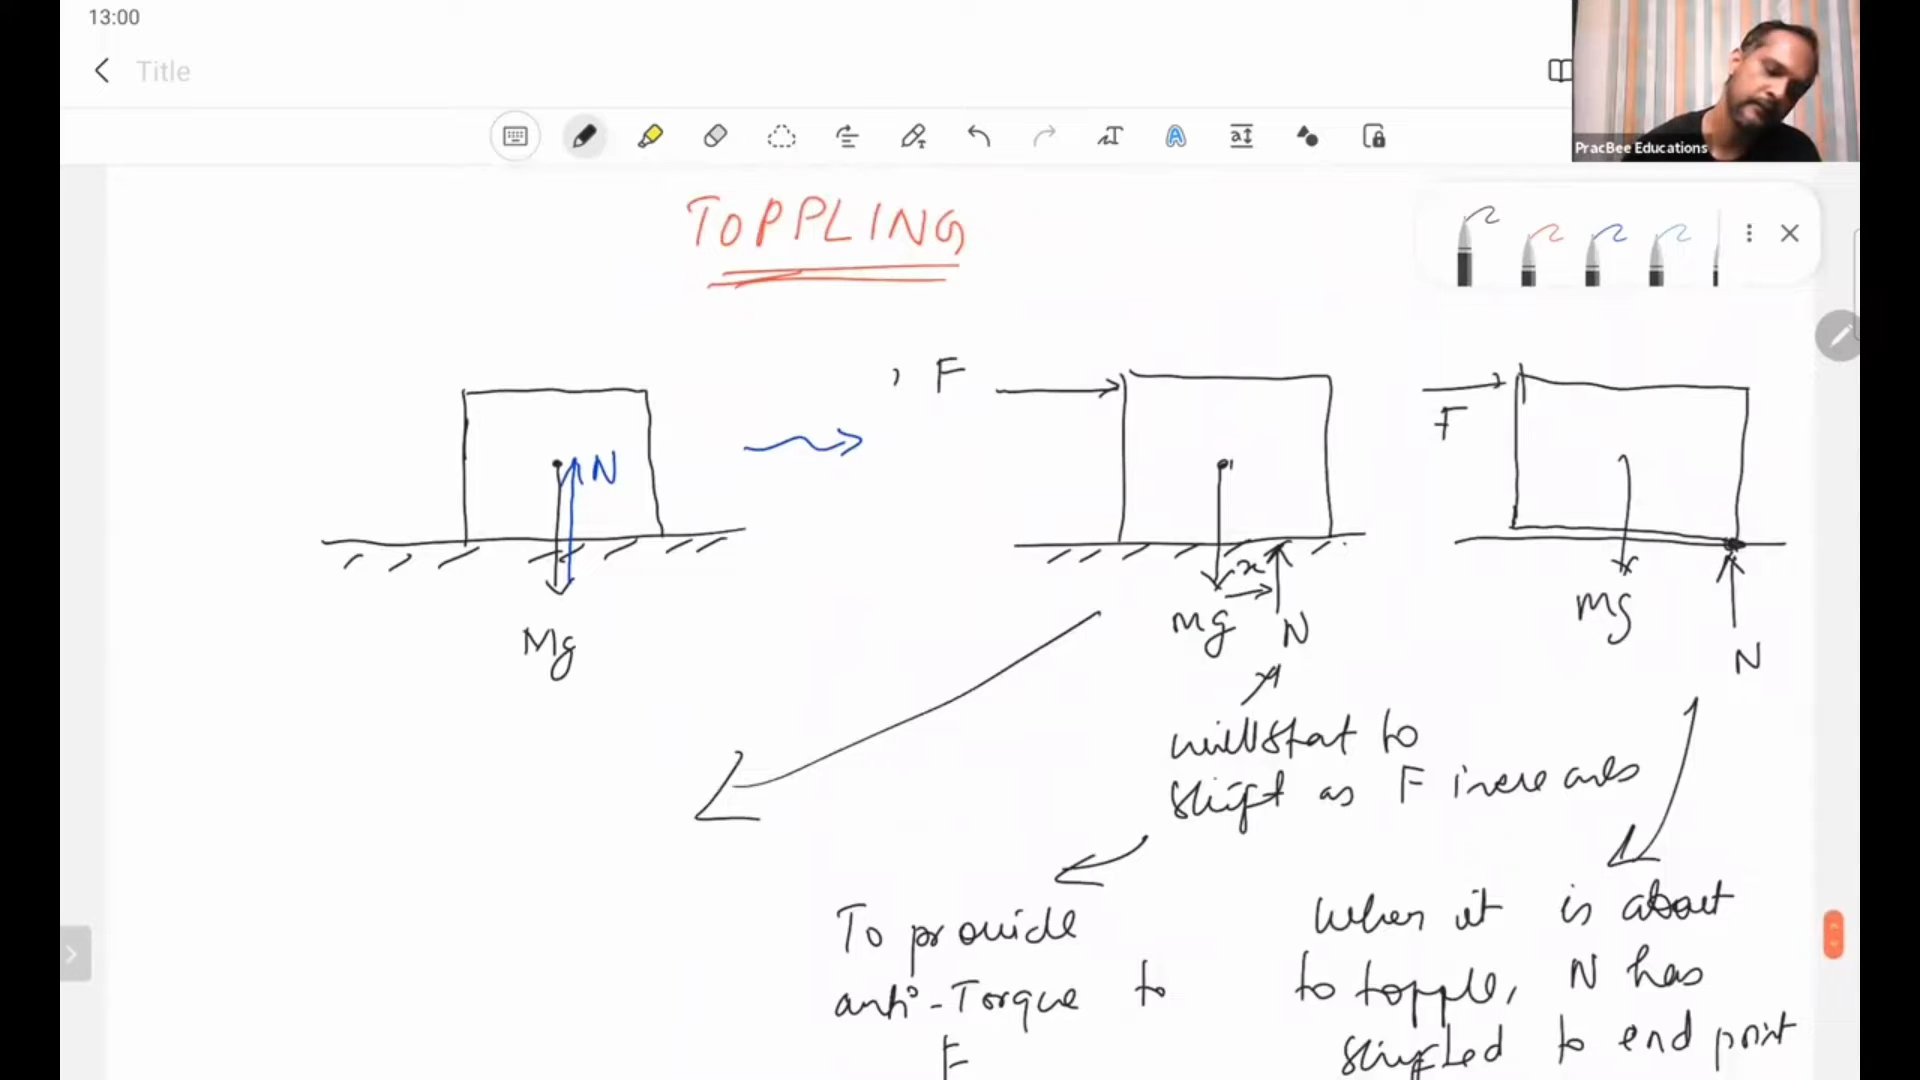 13:00
Title
PracBee Educations
TOPPLING
F
F
N
x
Mg
mg
N
mg
N
will start to
shift as F increases
To provide
anti-Torque to
F
When it is about
to topple, N has
shifted to end point